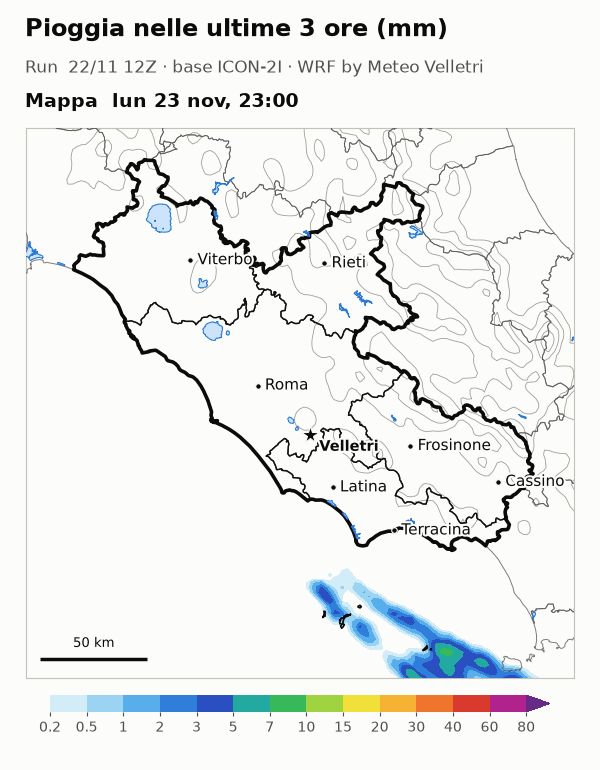 Pioggia nelle ultime 3 ore (mm)
Run  22/11 12Z · base ICON-2I · WRF by Meteo Velletri
Mappa  lun 23 nov, 23:00
Viterbo
Rieti
Roma
Velletri
Frosinone
Cassino
Latina
Terracina
50 km
0.2 0.5 1 2 3 5 7 10 15 20 30 40 60 80